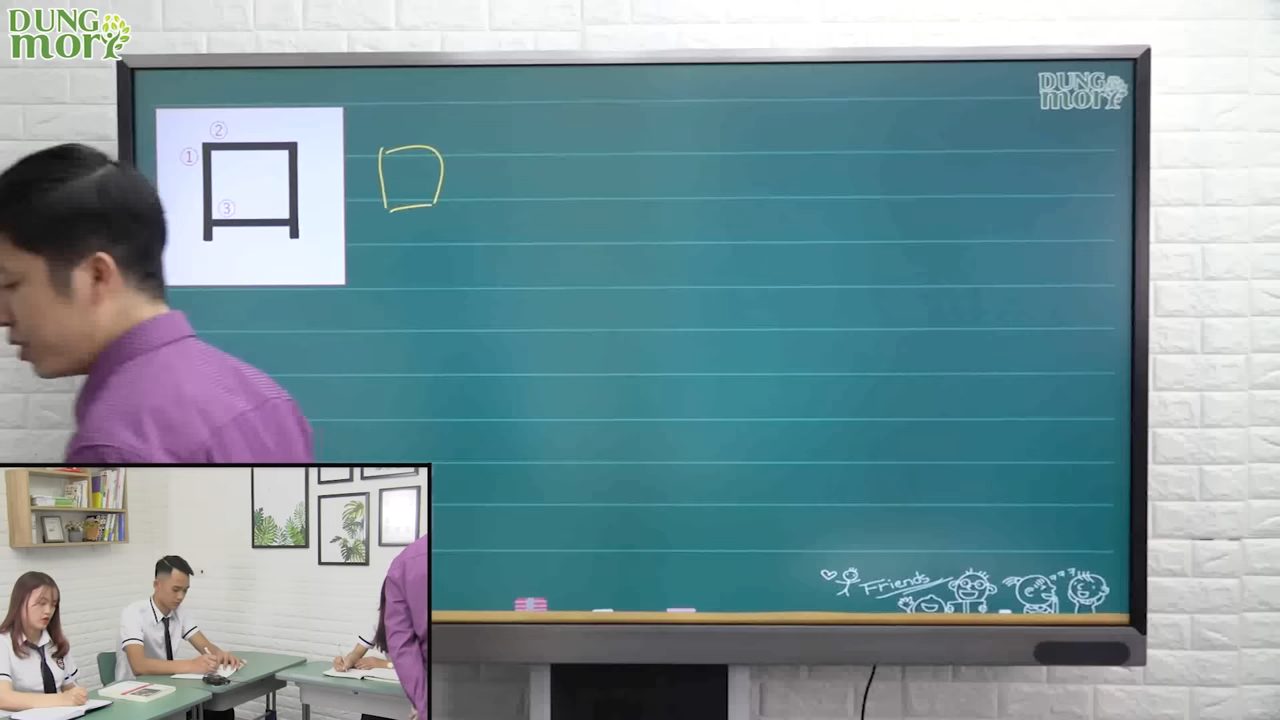 DUNG
mori
DUNG
mori
②
①
口
③
口
Friends